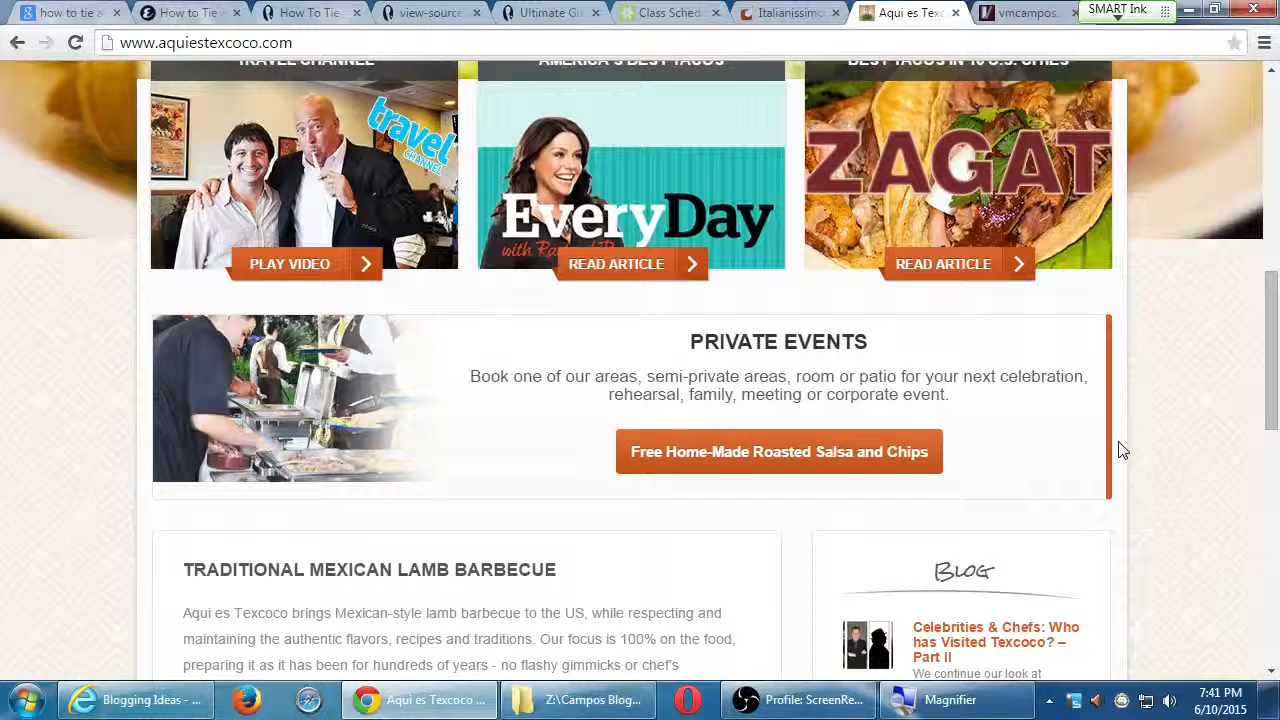 how to tie a
How to Tie
How To Tie
view-source
Ultimate Gu
Class Sched
Italianissimo
Aqui es Texc
vmcampos.
SMART Ink
www.aquiestexcoco.com
TRAVEL CHANNEL
AMERICA'S BEST TACOS
BEST TACOS IN 10 U.S. CITIES
travel
CHANNEL
EveryDay
with Ra
ZAGAT
PLAY VIDEO
READ ARTICLE
READ ARTICLE
PRIVATE EVENTS
Book one of our areas, semi-private areas, room or patio for your next celebration,
rehearsal, family, meeting or corporate event.
Free Home-Made Roasted Salsa and Chips
TRADITIONAL MEXICAN LAMB BARBECUE
Aqui es Texcoco brings Mexican-style lamb barbecue to the US, while respecting and
maintaining its authentic flavors, recipes and traditions. Our focus is 100% on the food,
preparing it as it has been for hundreds of years - no flashy gimmicks or chef's
BLOG
Celebrities & Chefs: Who
has Visited Texcoco? –
Part II
We continue our look at
Blogging Ideas - ...
Aqui es Texcoco ...
Z:\Campos Blog...
Profile: ScreenRe...
Magnifier
7:41 PM
6/10/2015